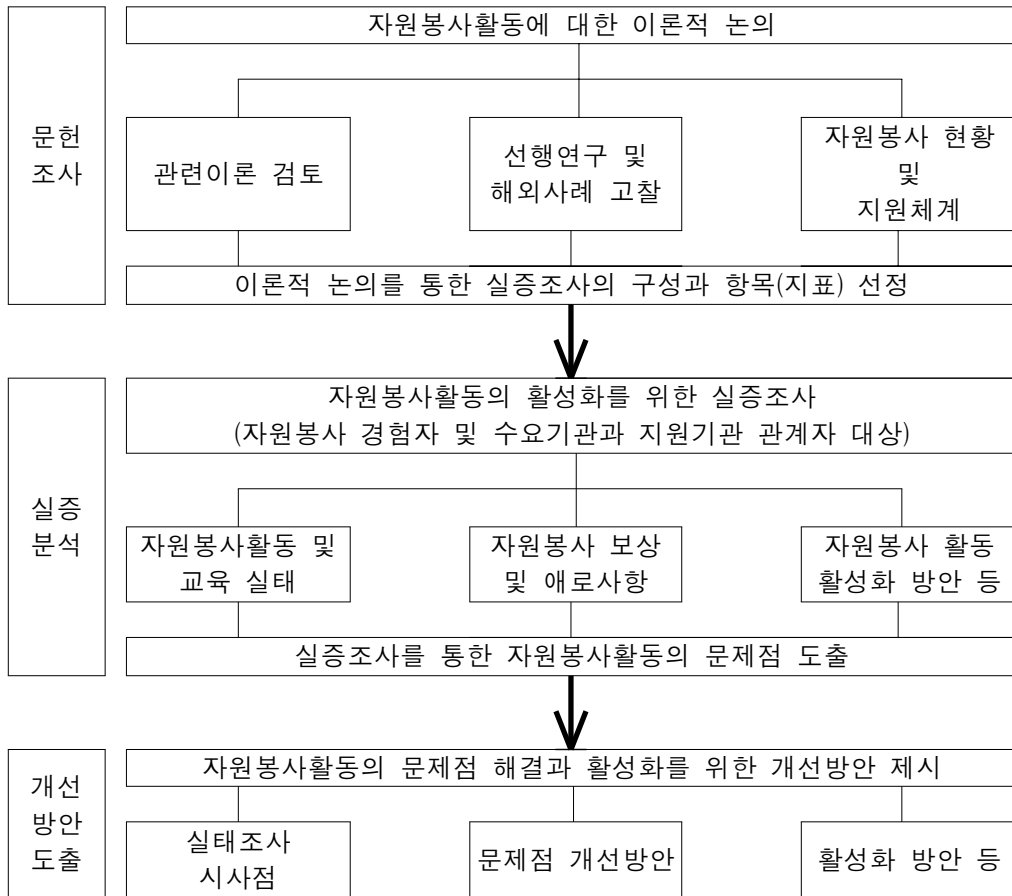 자원봉사활동에 대한 이론적 논의
문헌
조사
관련이론 검토
선행연구 및
해외사례 고찰
자원봉사 현황
및
지원체계
이론적 논의를 통한 실증조사의 구성과 항목(지표) 선정
자원봉사활동의 활성화를 위한 실증조사
(자원봉사 경험자 및 수요기관과 지원기관 관계자 대상)
실증
분석
자원봉사활동 및
교육 실태
자원봉사 보상
및 애로사항
자원봉사 활동
활성화 방안 등
실증조사를 통한 자원봉사활동의 문제점 도출
자원봉사활동의 문제점 해결과 활성화를 위한 개선방안 제시
개선
방안
도출
실태조사
시사점
문제점 개선방안
활성화 방안 등